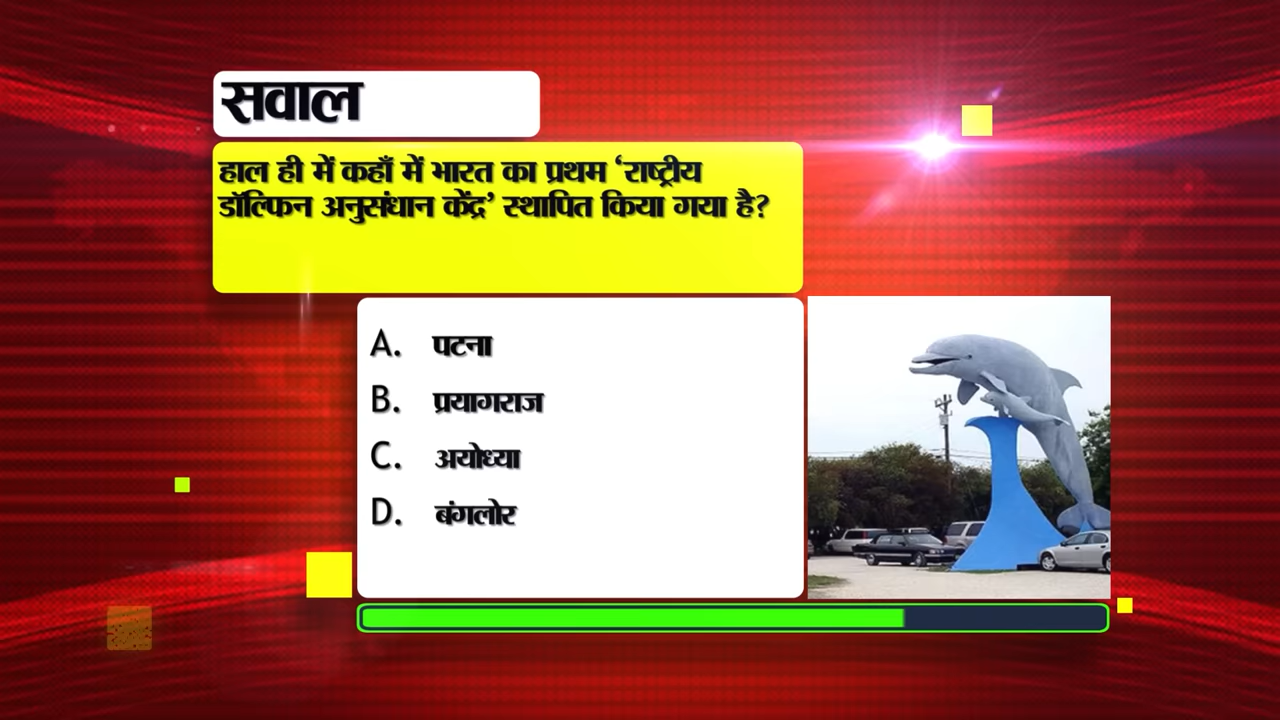 सवाल
हाल ही में कहाँ में भारत का प्रथम ‘राष्ट्रीय
डॉल्फिन अनुसंधान केंद्र’ स्थापित किया गया है?
A. पटना
B. प्रयागराज
C. अयोध्या
D. बंगलोर